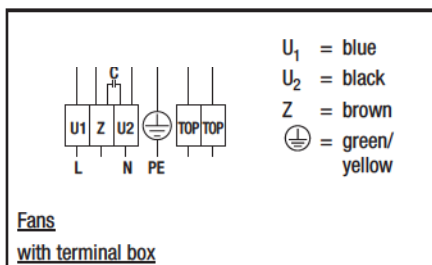 C
U1 Z U2 TOP TOP
L N PE
U1 = blue
U2 = black
Z = brown
⏚ = green/
yellow
Fans
with terminal box